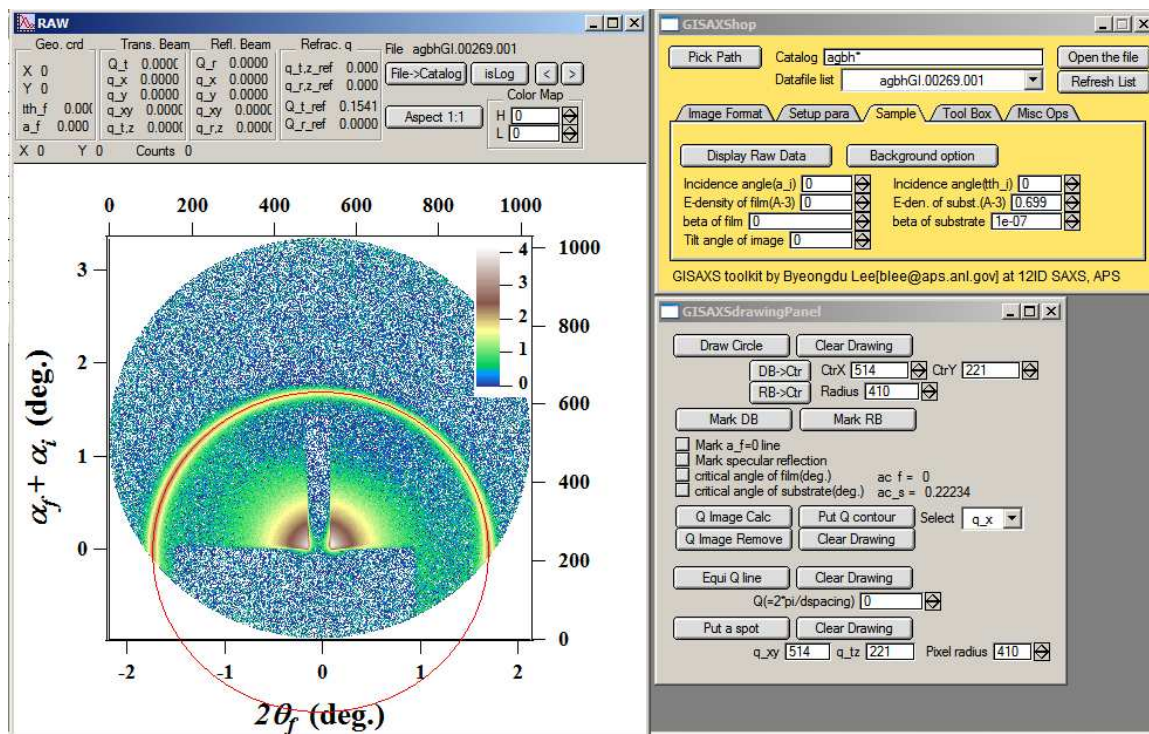 RAW
Geo. crd Trans. Beam Refl. Beam Refrac. q File agbhGI.00269.001
X 0 Q_t 0.000( Q_r 0.0000 q_t,z_ref 0.000 File->Catalog isLog < >
Y 0 q_x 0.0000 q_x 0.0000 q_r,z_ref 0.000 Color Map
q_y 0.0000 q_y 0.0000
tth_f 0.00( q_xy 0.000( q_xy 0.0000 Q_t_ref 0.1541 Aspect 1:1 H 0
a_f 0.000 q_t,z 0.000( q_r,z 0.0000 Q_r_ref 0.0000 L 0
X 0 Y 0 Counts 0
0 200 400 600 800 1000
4
3
2
1
0
1000
800
600
400
200
0
3
2
1
0
αf + αi (deg.)
-2 -1 0 1 2
2θf (deg.)
GISAXShop
Pick Path Catalog agbh* Open the file
Datafile list agbhGI.00269.001 Refresh List
Image Format Setup para Sample Tool Box Misc Ops
Display Raw Data Background option
Incidence angle(a_i) 0 Incidence angle(tth_i) 0
E-density of film(A-3) 0 E-den. of subst.(A-3) 0.699
beta of film 0 beta of substrate 1e-07
Tilt angle of image 0
GISAXS toolkit by Byeongdu Lee[blee@aps.anl.gov] at 12ID SAXS, APS
GISAXSdrawingPanel
Draw Circle Clear Drawing
DB->Ctr CtrX 514 CtrY 221
RB->Ctr Radius 410
Mark DB Mark RB
Mark a_f=0 line
Mark specular reflection
critical angle of film(deg.) ac f = 0
critical angle of substrate(deg.) ac_s = 0.22234
Q Image Calc Put Q contour Select q_x
Q Image Remove Clear Drawing
Equi Q line Clear Drawing
Q(=2*pi/dspacing) 0
Put a spot Clear Drawing
q_xy 514 q_tz 221 Pixel radius 410